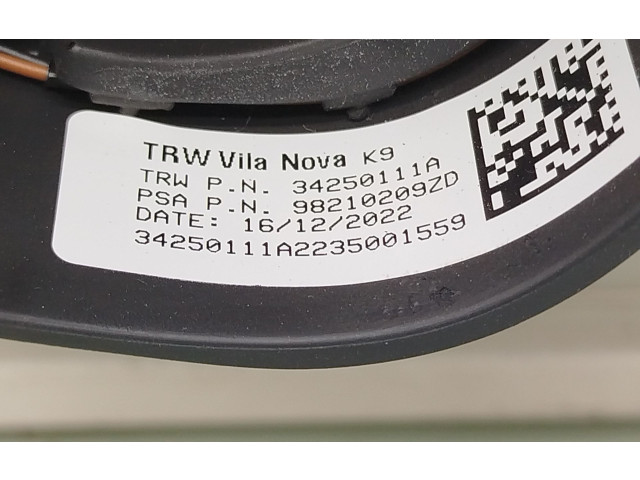 TRW Vila Nova K9
TRW P.N. 34250111A
PSA P.N. 98210209ZD
DATE: 16/12/2022
34250111A2235001559